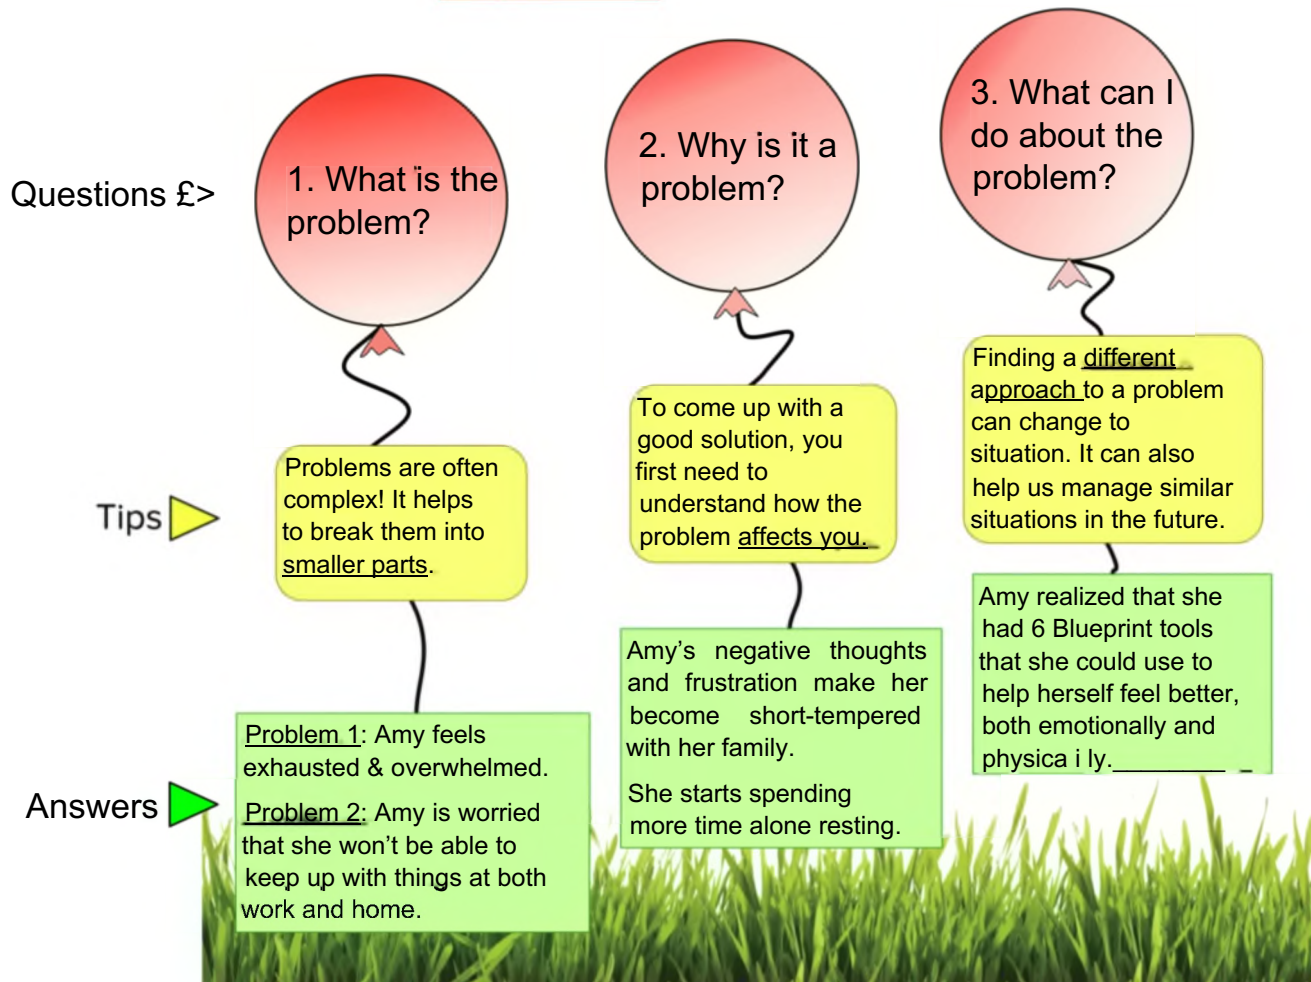 Questions £>
1. What is the
problem?
2. Why is it a
problem?
3. What can I
do about the
problem?
Tips
Problems are often
complex! It helps
to break them into
smaller parts.
To come up with a
good solution, you
first need to
understand how the
problem affects you.
Finding a different
approach to a problem
can change to
situation. It can also
help us manage similar
situations in the future.
Answers
Problem 1: Amy feels
exhausted & overwhelmed.
Problem 2: Amy is worried
that she won’t be able to
keep up with things at both
work and home.
Amy’s negative thoughts
and frustration make her
become short-tempered
with her family.
She starts spending
more time alone resting.
Amy realized that she
had 6 Blueprint tools
that she could use to
help herself feel better,
both emotionally and
physica i ly.